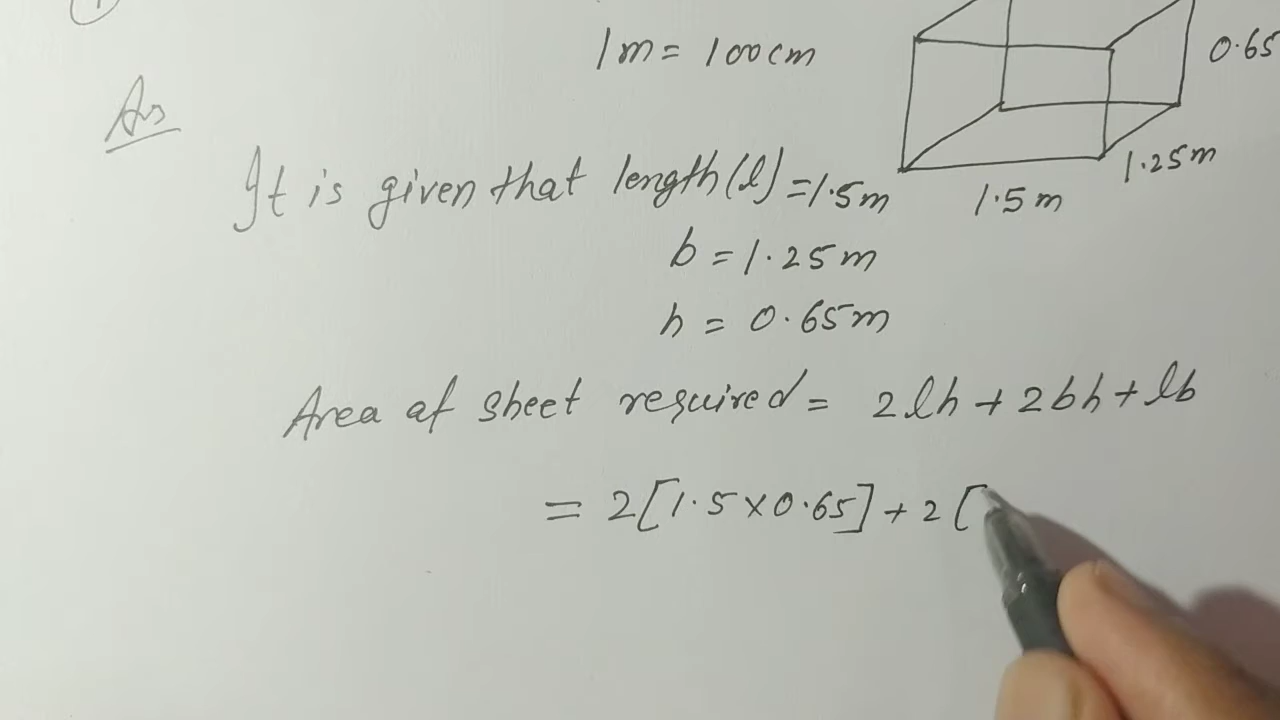 1m = 100cm
0.65
Ans
1.25m
It is given that length(l) = 1.5m
1.5m
b = 1.25m
h = 0.65m
Area of sheet required = 2lh + 2bh + lb
= 2[1.5×0.65] + 2[